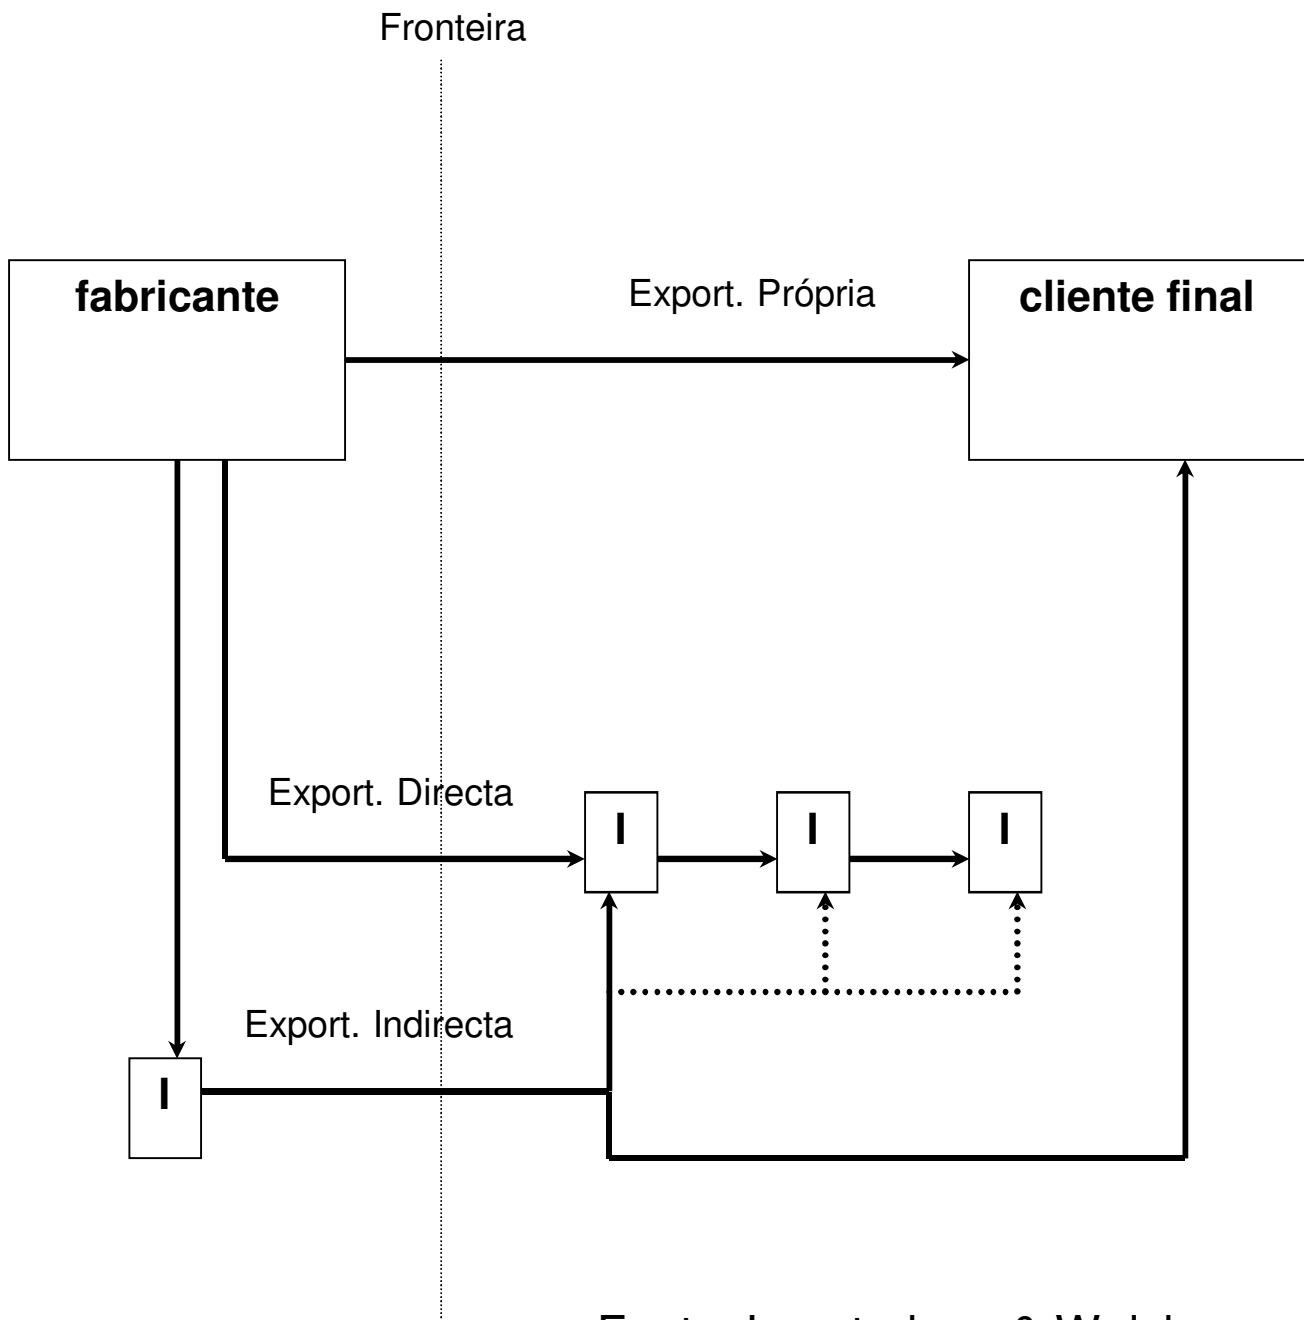 Fronteira
fabricante
Export. Própria
cliente final
Export. Directa
I
I
I
Export. Indirecta
I